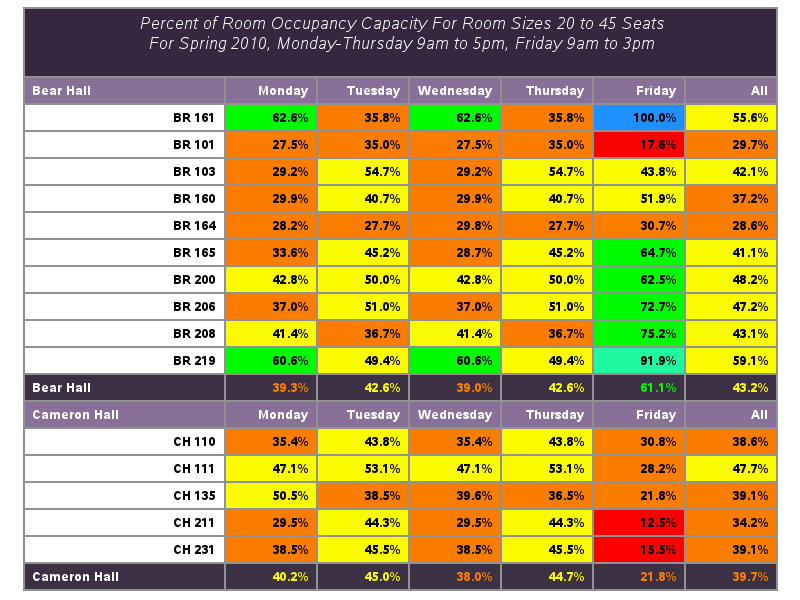 Percent of Room Occupancy Capacity For Room Sizes 20 to 45 Seats
For Spring 2010, Monday-Thursday 9am to 5pm, Friday 9am to 3pm
Bear Hall Monday Tuesday Wednesday Thursday Friday All
BR 161 62.6% 35.8% 62.6% 35.8% 100.0% 55.6%
BR 101 27.5% 35.0% 27.5% 35.0% 17.6% 29.7%
BR 103 29.2% 54.7% 29.2% 54.7% 43.8% 42.1%
BR 160 29.9% 40.7% 29.9% 40.7% 51.9% 37.2%
BR 164 28.2% 27.7% 29.8% 27.7% 30.7% 28.6%
BR 165 33.6% 45.2% 28.7% 45.2% 64.7% 41.1%
BR 200 42.8% 50.0% 42.8% 50.0% 62.5% 48.2%
BR 206 37.0% 51.0% 37.0% 51.0% 72.7% 47.2%
BR 208 41.4% 36.7% 41.4% 36.7% 75.2% 43.1%
BR 219 60.6% 49.4% 60.6% 49.4% 91.9% 59.1%
Bear Hall 39.3% 42.6% 39.0% 42.6% 61.1% 43.2%
Cameron Hall Monday Tuesday Wednesday Thursday Friday All
CH 110 35.4% 43.8% 35.4% 43.8% 30.8% 38.6%
CH 111 47.1% 53.1% 47.1% 53.1% 28.2% 47.7%
CH 135 50.5% 38.5% 39.6% 36.5% 21.8% 39.1%
CH 211 29.5% 44.3% 29.5% 44.3% 12.5% 34.2%
CH 231 38.5% 45.5% 38.5% 45.5% 15.5% 39.1%
Cameron Hall 40.2% 45.0% 38.0% 44.7% 21.8% 39.7%